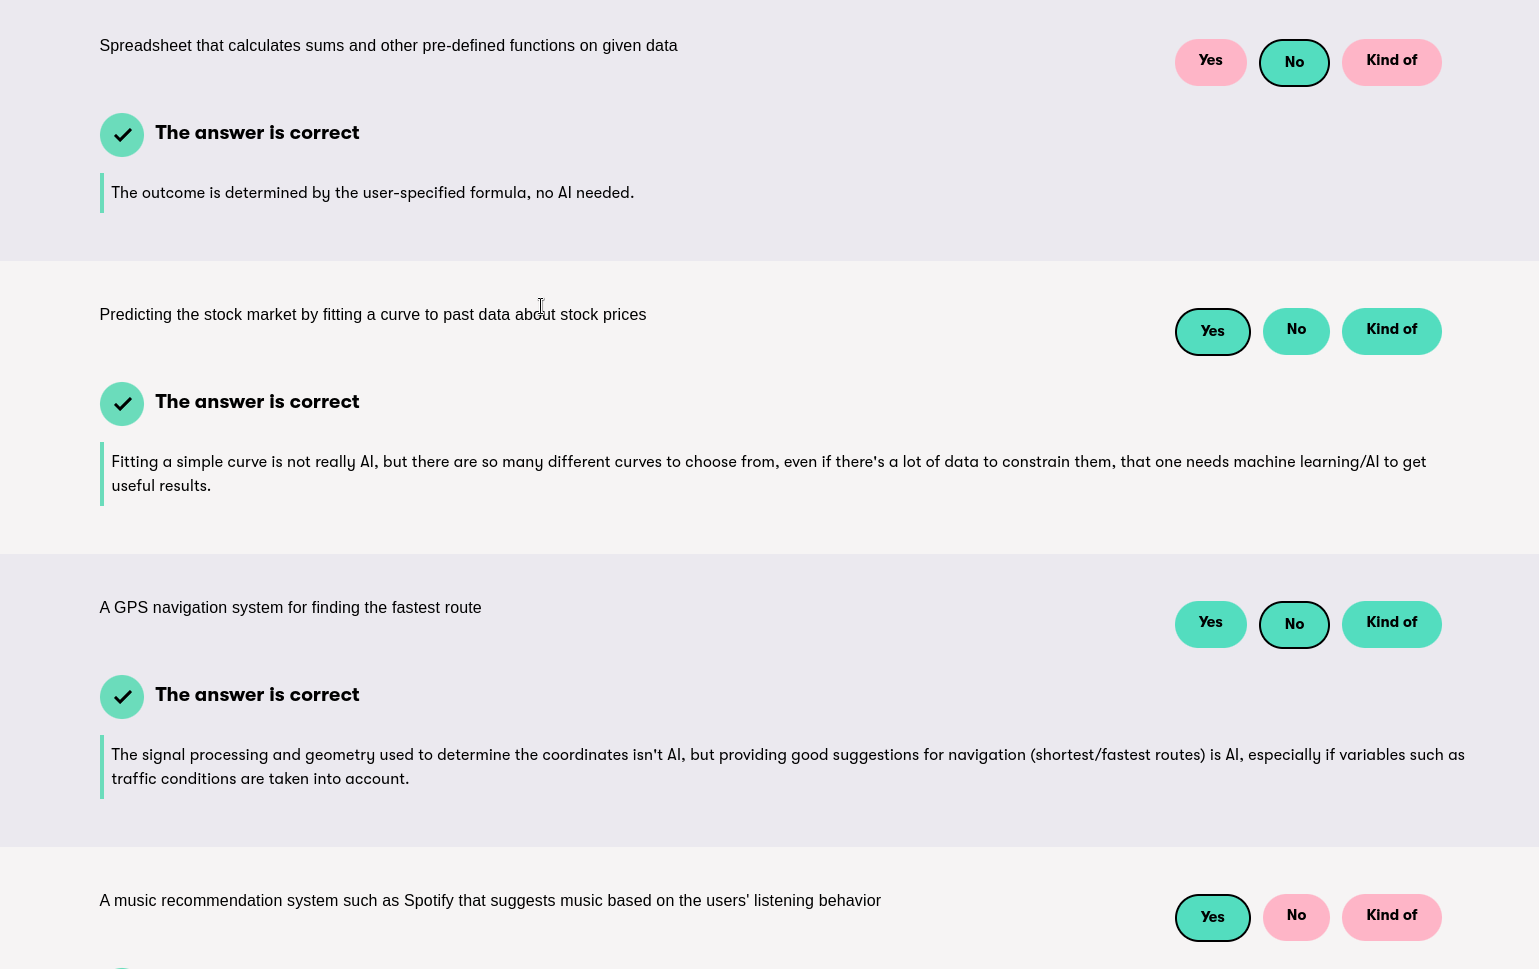 Spreadsheet that calculates sums and other pre-defined functions on given data
Yes No Kind of
The answer is correct
The outcome is determined by the user-specified formula, no AI needed.
Predicting the stock market by fitting a curve to past data about stock prices
Yes No Kind of
The answer is correct
Fitting a simple curve is not really AI, but there are so many different curves to choose from, even if there's a lot of data to constrain them, that one needs machine learning/AI to get
useful results.
A GPS navigation system for finding the fastest route
Yes No Kind of
The answer is correct
The signal processing and geometry used to determine the coordinates isn't AI, but providing good suggestions for navigation (shortest/fastest routes) is AI, especially if variables such as
traffic conditions are taken into account.
A music recommendation system such as Spotify that suggests music based on the users' listening behavior
Yes No Kind of